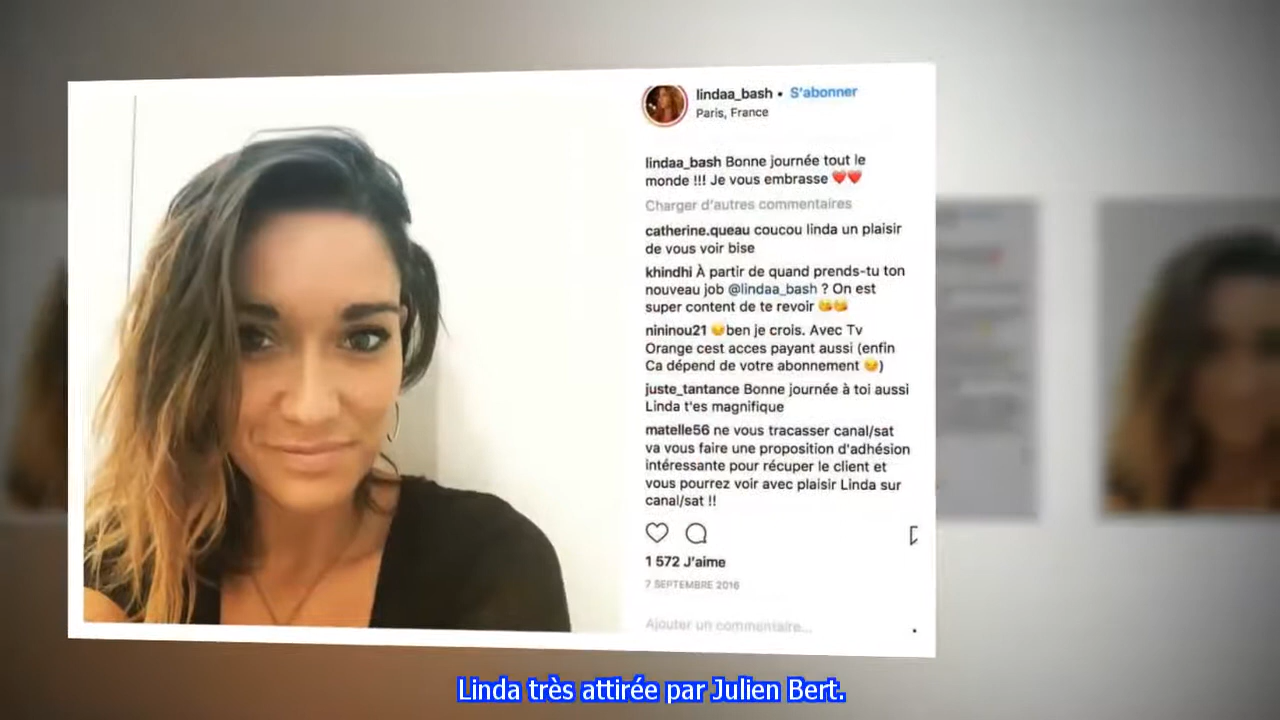 lindaa_bash • S'abonner
Paris, France
lindaa_bash Bonne journée tout le
monde !!! Je vous embrasse ❤️❤️
Charger d'autres commentaires
catherine.queau coucou linda un plaisir
de vous voir bise
khindhi À partir de quand prends-tu ton
nouveau job @lindaa_bash ? On est
super content de te revoir 😘😘
nininou21 😉ben je crois. Avec Tv
Orange cest acces payant aussi (enfin
Ca dépend de votre abonnement 😉)
juste_tantance Bonne journée à toi aussi
Linda t'es magnifique
matelle56 ne vous tracasser canal/sat
va vous faire une proposition d'adhésion
intéressante pour récuper le client et
vous pourrez voir avec plaisir Linda sur
canal/sat !!
1 572 J'aime
7 SEPTEMBRE 2016
Ajouter un commentaire...
Linda très attirée par Julien Bert.